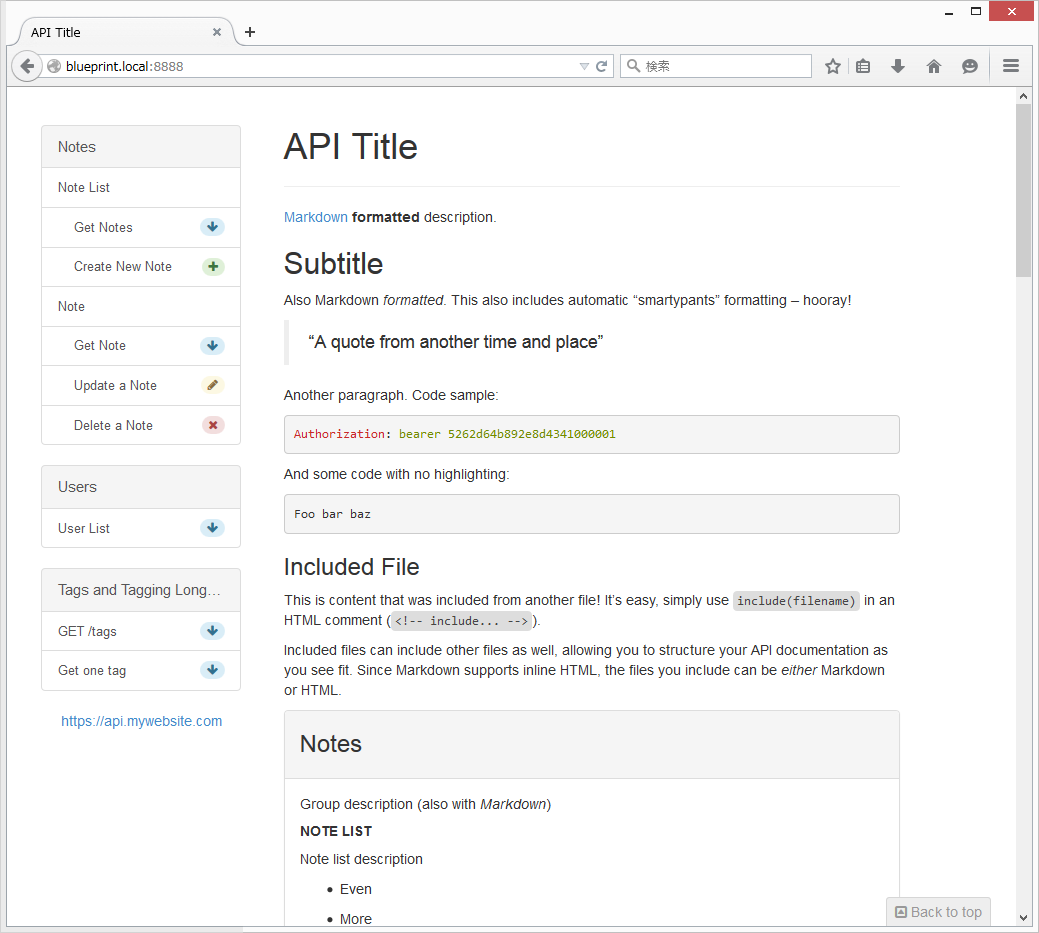 API Title
blueprint.local:8888
検索
Notes
Note List
Get Notes
Create New Note
Note
Get Note
Update a Note
Delete a Note
Users
User List
Tags and Tagging Long…
GET /tags
Get one tag
https://api.mywebsite.com
API Title
Markdown formatted description.
Subtitle
Also Markdown formatted. This also includes automatic “smartypants” formatting – hooray!
“A quote from another time and place”
Another paragraph. Code sample:
Authorization: bearer 5262d64b892e8d4341000001
And some code with no highlighting:
Foo bar baz
Included File
This is content that was included from another file! It’s easy, simply use include(filename) in an
HTML comment (<!-- include... -->).
Included files can include other files as well, allowing you to structure your API documentation as
you see fit. Since Markdown supports inline HTML, the files you include can be either Markdown
or HTML.
Notes
Group description (also with Markdown)
NOTE LIST
Note list description
• Even
• More
Back to top